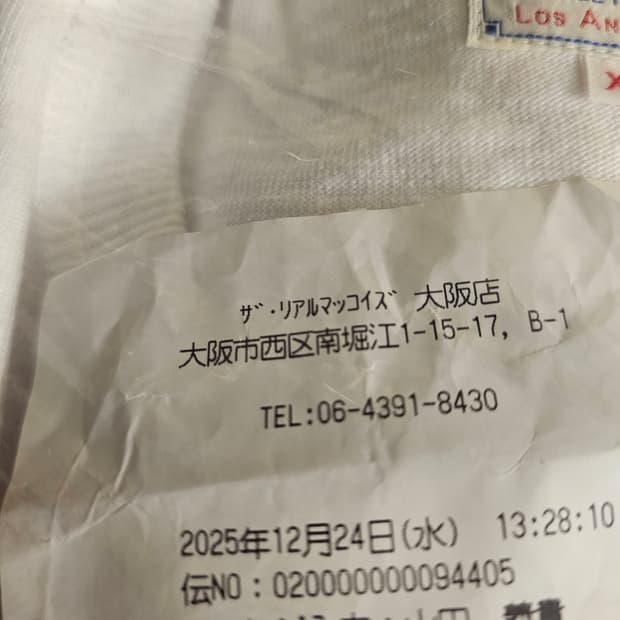 Los An
X
ｻﾞ・ﾘｱﾙﾏｯｺｲｽﾞ 大阪店
大阪市西区南堀江1-15-17, B-1
TEL:06-4391-8430
2025年12月24日(水) 13:28:10
伝NO:020000000094405